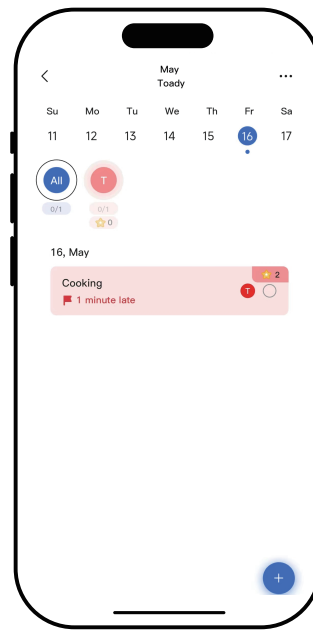 May
Toady
Su Mo Tu We Th Fr Sa
11 12 13 14 15 16 17
All T
0/1 0/1
0
16, May
2
Cooking
T
1 minute late
+